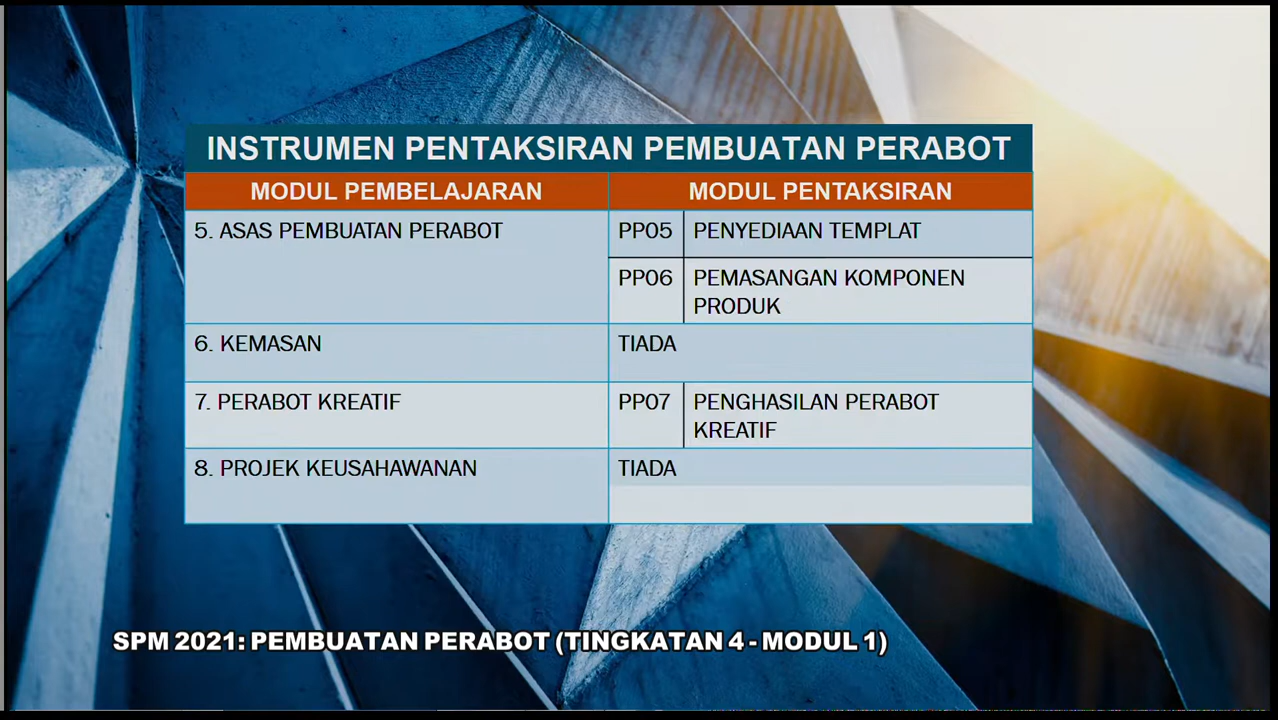 INSTRUMEN PENTAKSIRAN PEMBUATAN PERABOT
MODUL PEMBELAJARAN
MODUL PENTAKSIRAN
5. ASAS PEMBUATAN PERABOT
PP05
PENYEDIAAN TEMPLAT
PP06
PEMASANGAN KOMPONEN
PRODUK
6. KEMASAN
TIADA
7. PERABOT KREATIF
PP07
PENGHASILAN PERABOT
KREATIF
8. PROJEK KEUSAHAWANAN
TIADA
SPM 2021: PEMBUATAN PERABOT (TINGKATAN 4 - MODUL 1)